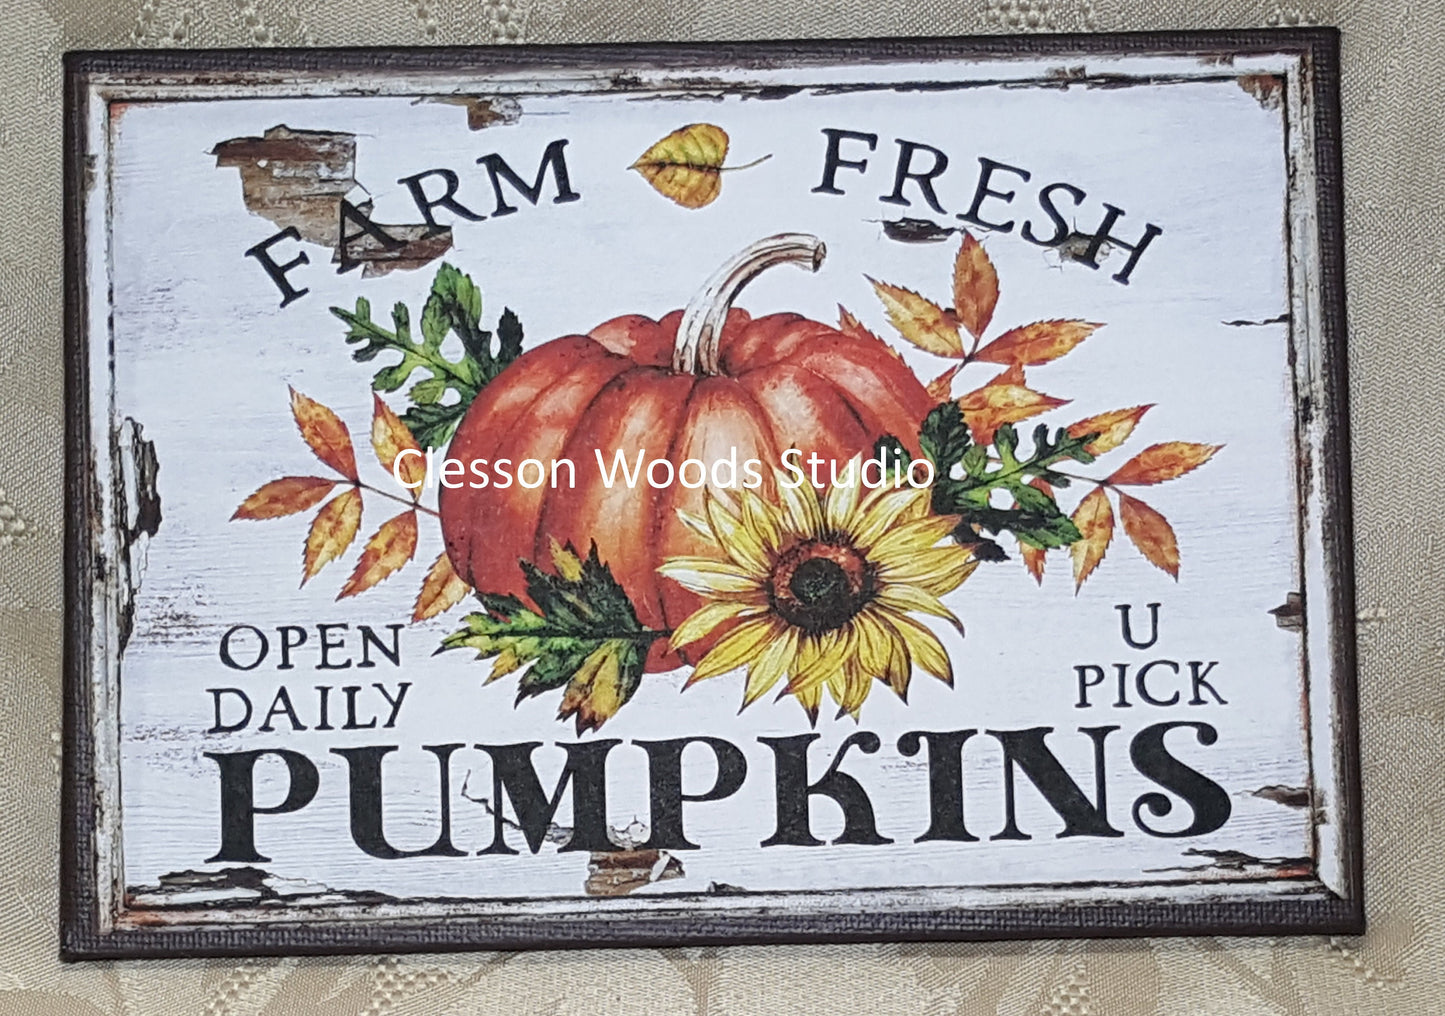 FARM FRESH
Clesson Woods Studio
OPEN
DAILY
U
PICK
PUMPKINS